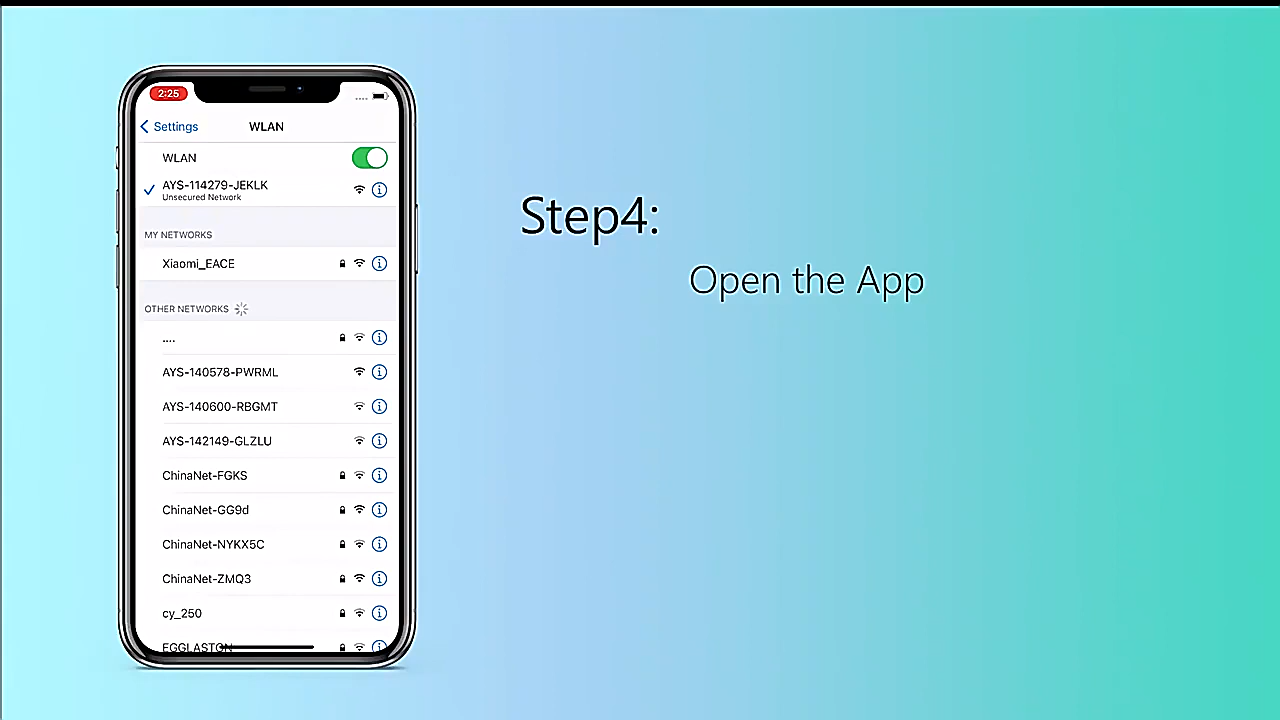 2:25
Settings
WLAN
WLAN
AYS-114279-JEKLK
Unsecured Network
MY NETWORKS
Xiaomi_EACE
OTHER NETWORKS
....
AYS-140578-PWRML
AYS-140600-RBGMT
AYS-142149-GLZLU
ChinaNet-FGKS
ChinaNet-GG9d
ChinaNet-NYKX5C
ChinaNet-ZMQ3
cy_250
EGGLASTON
Step4:
Open the App